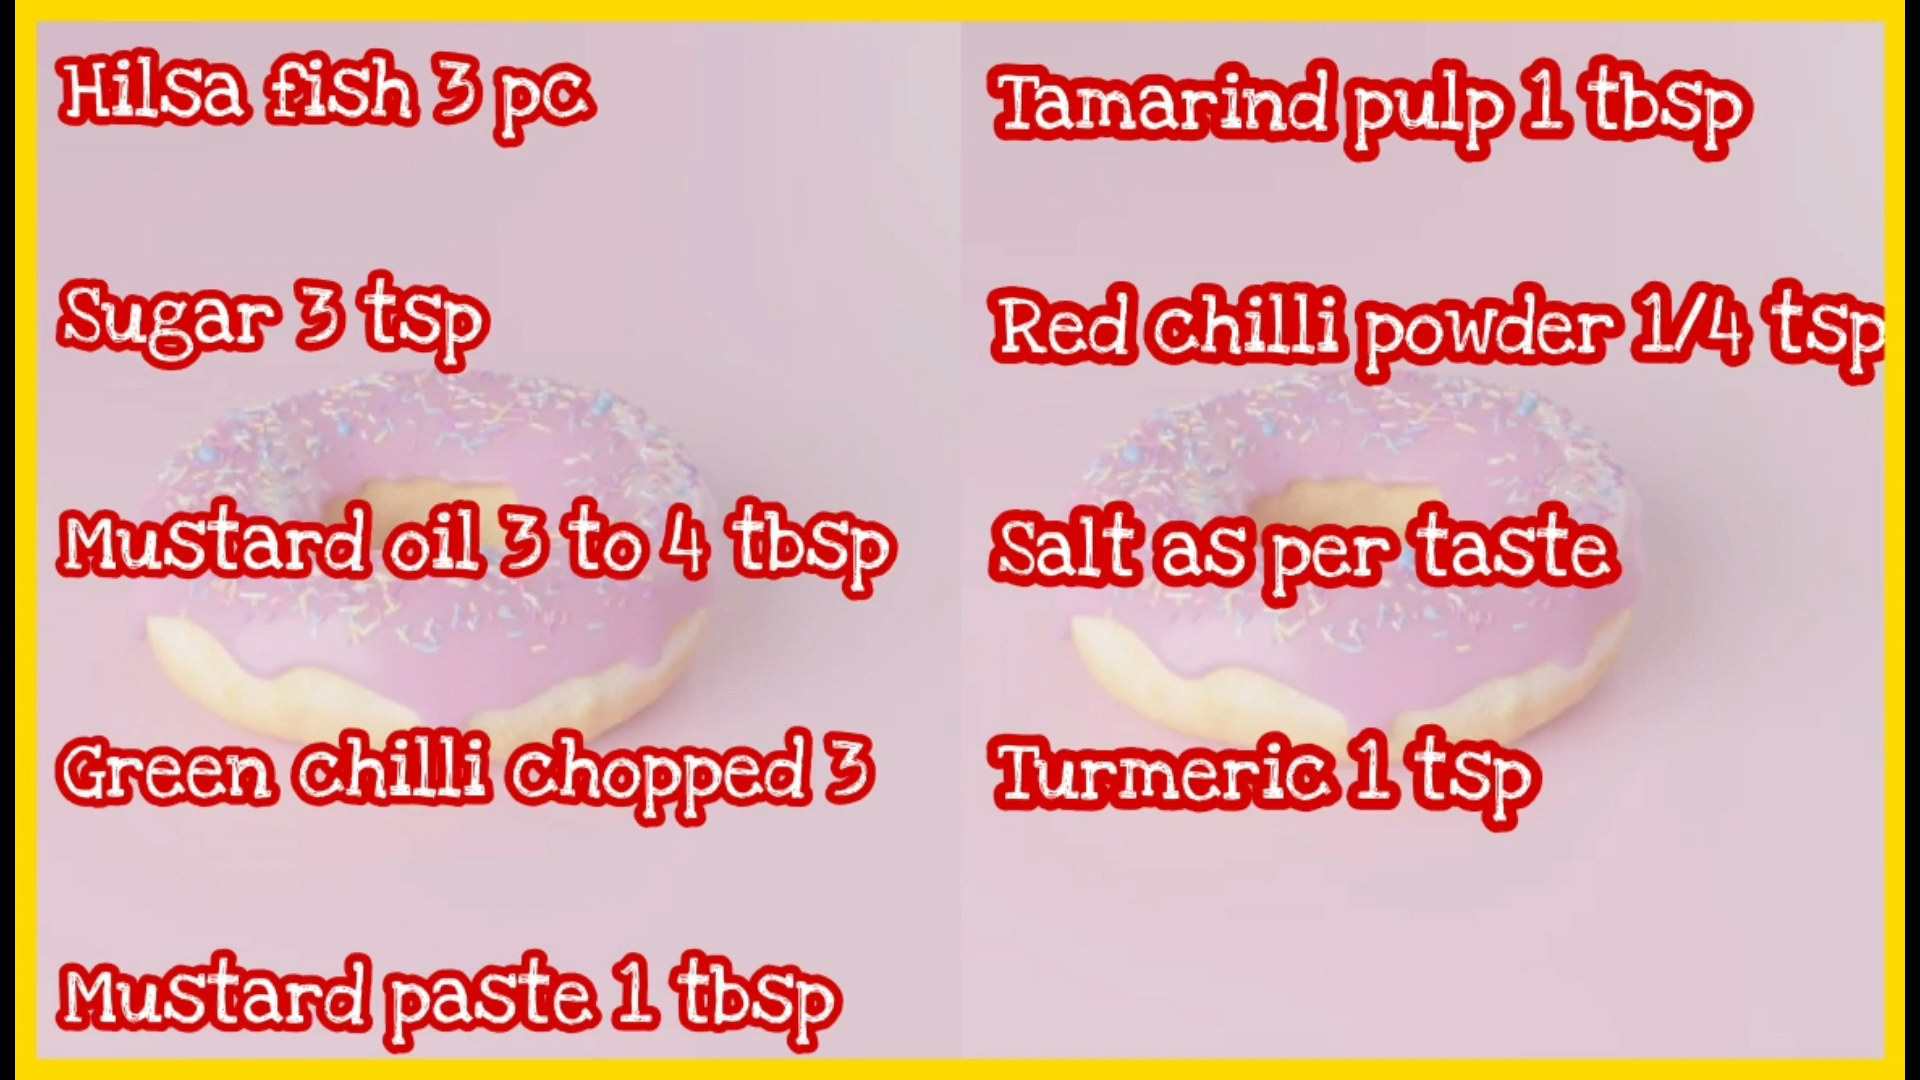 Hilsa fish 3 pc
Sugar 3 tsp
Mustard oil 3 to 4 tbsp
Green chilli chopped 3
Mustard paste 1 tbsp
Tamarind pulp 1 tbsp
Red chilli powder 1/4 tsp
Salt as per taste
Turmeric 1 tsp